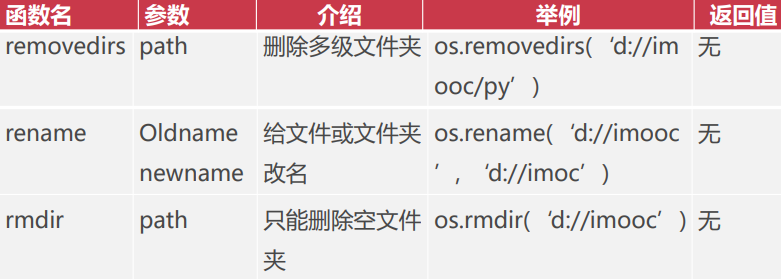 函数名 参数 介绍 举例 返回值
removedirs path 删除多级文件夹 os.removedirs(‘d://im 无
ooc/py’)
rename Oldname 给文件或文件夹 os.rename(‘d://imooc 无
newname 改名 ’,‘d://imoc’)
rmdir path 只能删除空文件 os.rmdir(‘d://imooc’) 无
夹